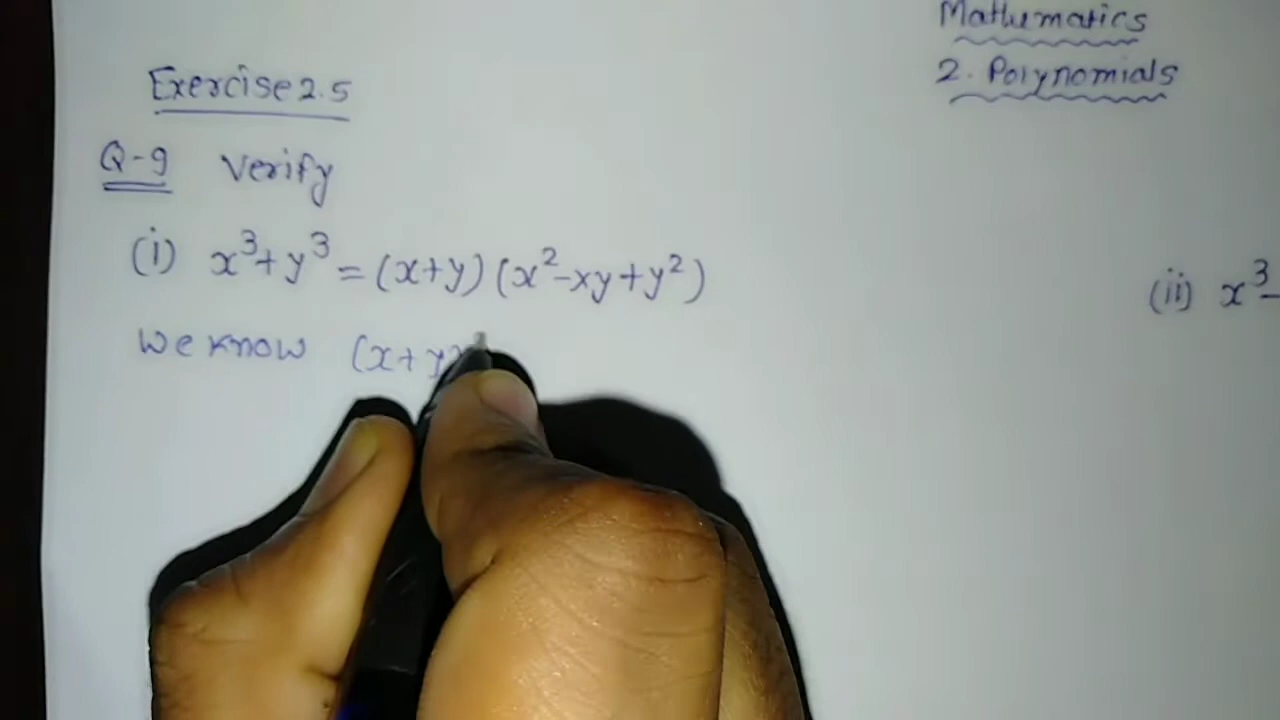 Mathematics
2. Polynomials
Exercise 2.5
Q-9 Verify
(i) x³+y³ = (x+y)(x²-xy+y²)
(ii) x³-
We know (x+y)